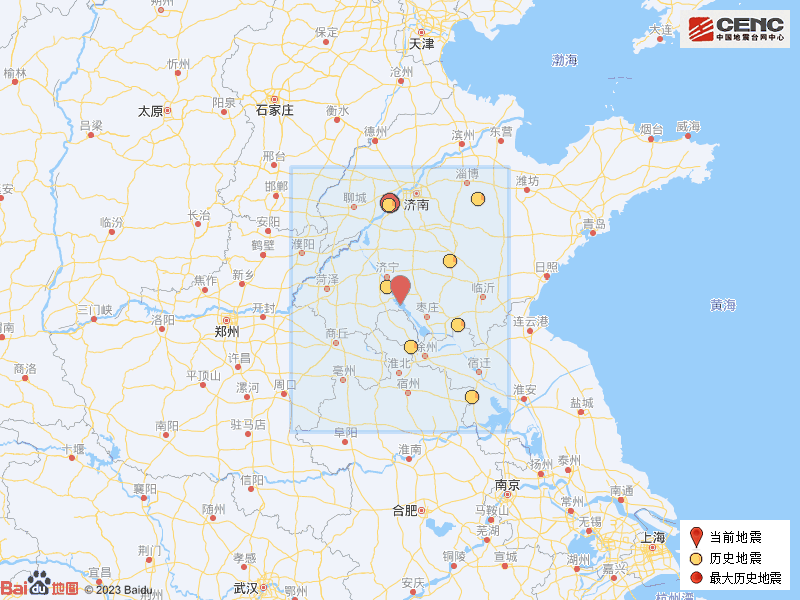 朔州
保定
天津
大连
CENC
中国地震台网中心
渤海
榆林
忻州
沧州
太原
阳泉
石家庄
衡水
吕梁
德州
滨州
东营
烟台
威海
邢台
淄博
潍坊
邯郸
聊城
济南
临汾
长治
安阳
青岛
鹤壁
濮阳
新乡
焦作
菏泽
济宁
临沂
日照
三门峡
开封
枣庄
黄海
渭南
洛阳
郑州
商丘
连云港
徐州
许昌
淮北
宿迁
商洛
平顶山
漯河
周口
亳州
宿州
淮安
盐城
南阳
驻马店
阜阳
十堰
淮南
信阳
扬州
泰州
襄阳
南京
南通
随州
合肥
马鞍山
常州
芜湖
无锡
上海
荆门
孝感
铜陵
宣城
湖州
宜昌
嘉兴
武汉
鄂州
安庆
荆州
杭州湾
当前地震
历史地震
最大历史地震
Bai du 地图
© 2023 Baidu